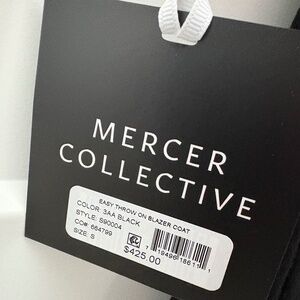 MERCER
COLLECTIVE
EASY THROW ON BLAZER COAT
COLOR: 3AA BLACK
STYLE: S90004
CO#: 664799
SIZE: S
$425.00